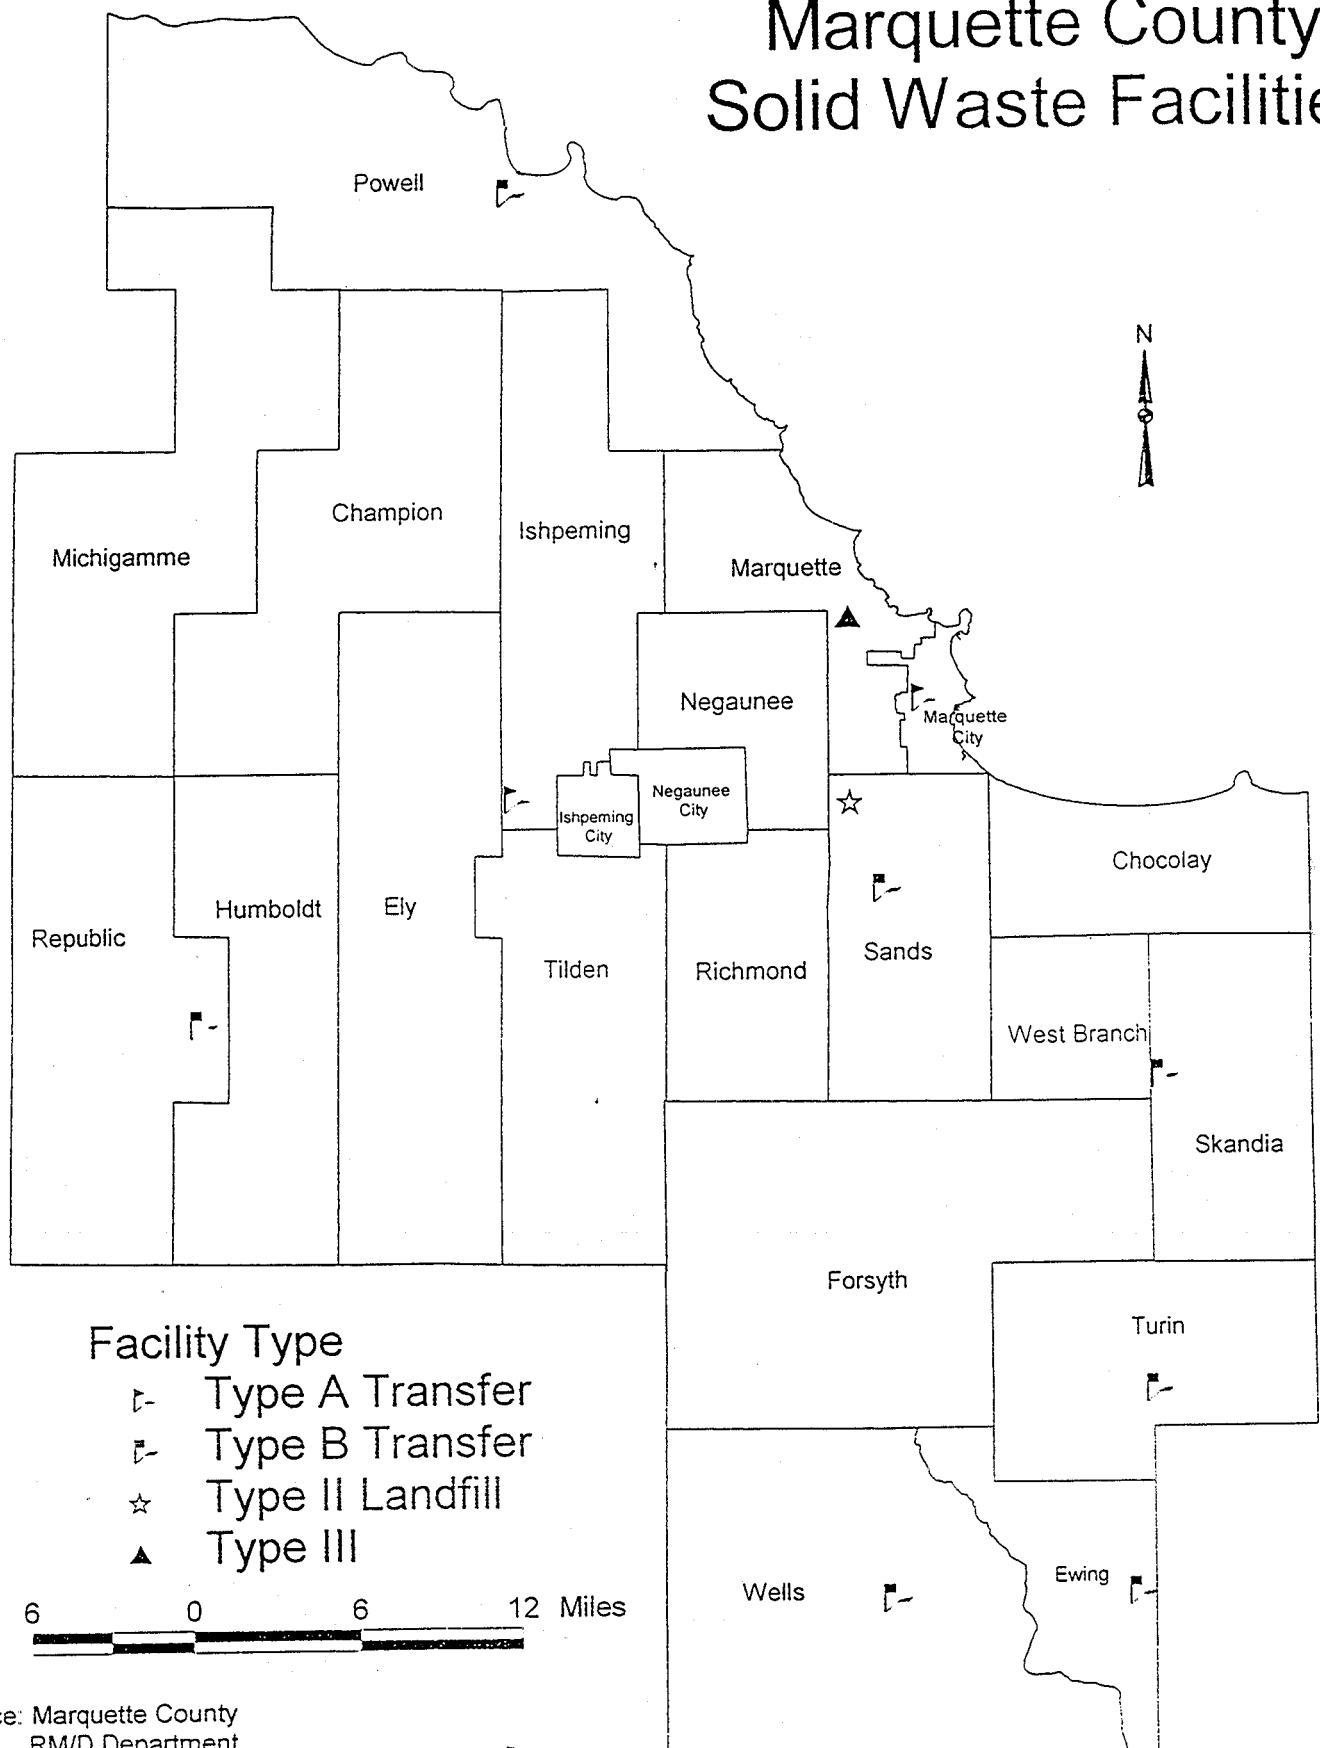 Marquette County
Solid Waste Facilitie
Powell
N
Champion
Ishpeming
Michigamme
Marquette
Negaunee
Marquette
City
Negaunee
City
Ishpeming
City
Chocolay
Humboldt
Ely
Republic
Sands
Tilden
Richmond
West Branch
Skandia
Forsyth
Turin
Facility Type
Type A Transfer
Type B Transfer
Type II Landfill
Type III
Ewing
Wells
6 0 6 12 Miles
ce: Marquette County
RM/D Department